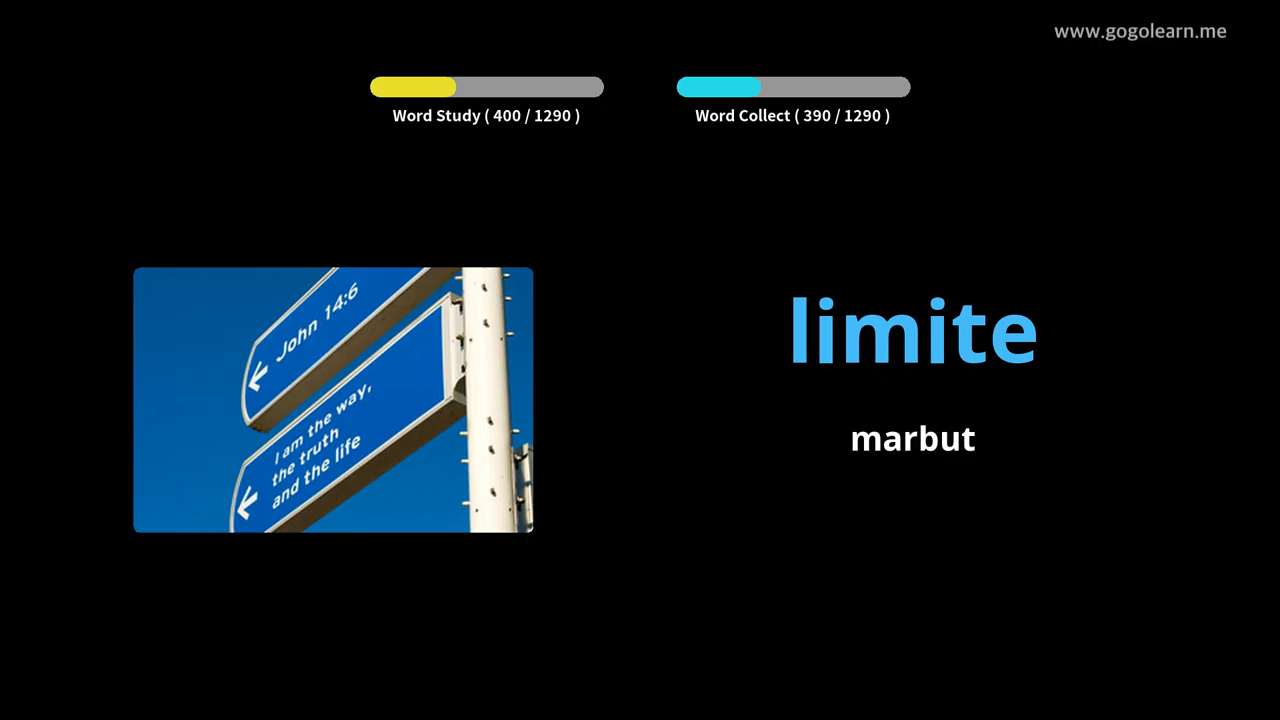 www.gogolearn.me
Word Study ( 400 / 1290 )
Word Collect ( 390 / 1290 )
John 14:6
I am the way,
the truth
and the life
limite
marbut